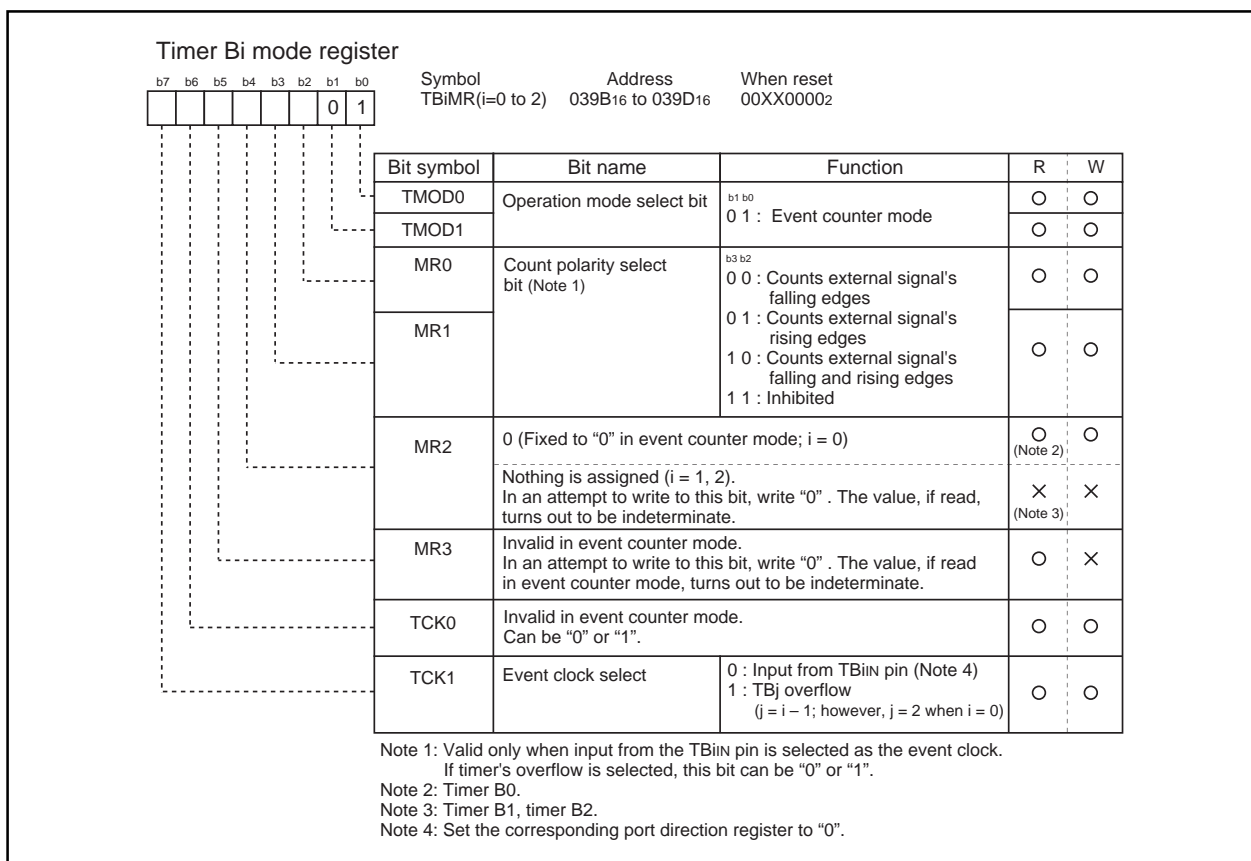 Timer Bi mode register
b7 b6 b5 b4 b3 b2 b1 b0
0 1
Symbol Address When reset
TBiMR(i=0 to 2) 039B16 to 039D16 00XX00002
Bit symbol Bit name Function R W
TMOD0 Operation mode select bit
b1 b0
0 1 : Event counter mode
TMOD1
MR0 Count polarity select
bit (Note 1)
b3 b2
0 0 : Counts external signal's
falling edges
0 1 : Counts external signal's
rising edges
1 0 : Counts external signal's
falling and rising edges
1 1 : Inhibited
MR1
MR2 0 (Fixed to “0” in event counter mode; i = 0)
(Note 2)
Nothing is assigned (i = 1, 2).
In an attempt to write to this bit, write “0” . The value, if read,
turns out to be indeterminate.
(Note 3)
MR3 Invalid in event counter mode.
In an attempt to write to this bit, write “0” . The value, if read
in event counter mode, turns out to be indeterminate.
TCK0 Invalid in event counter mode.
Can be “0” or “1”.
TCK1 Event clock select
0 : Input from TBiIN pin (Note 4)
1 : TBj overflow
(j = i – 1; however, j = 2 when i = 0)
Note 1: Valid only when input from the TBiIN pin is selected as the event clock.
If timer's overflow is selected, this bit can be “0” or “1”.
Note 2: Timer B0.
Note 3: Timer B1, timer B2.
Note 4: Set the corresponding port direction register to “0”.